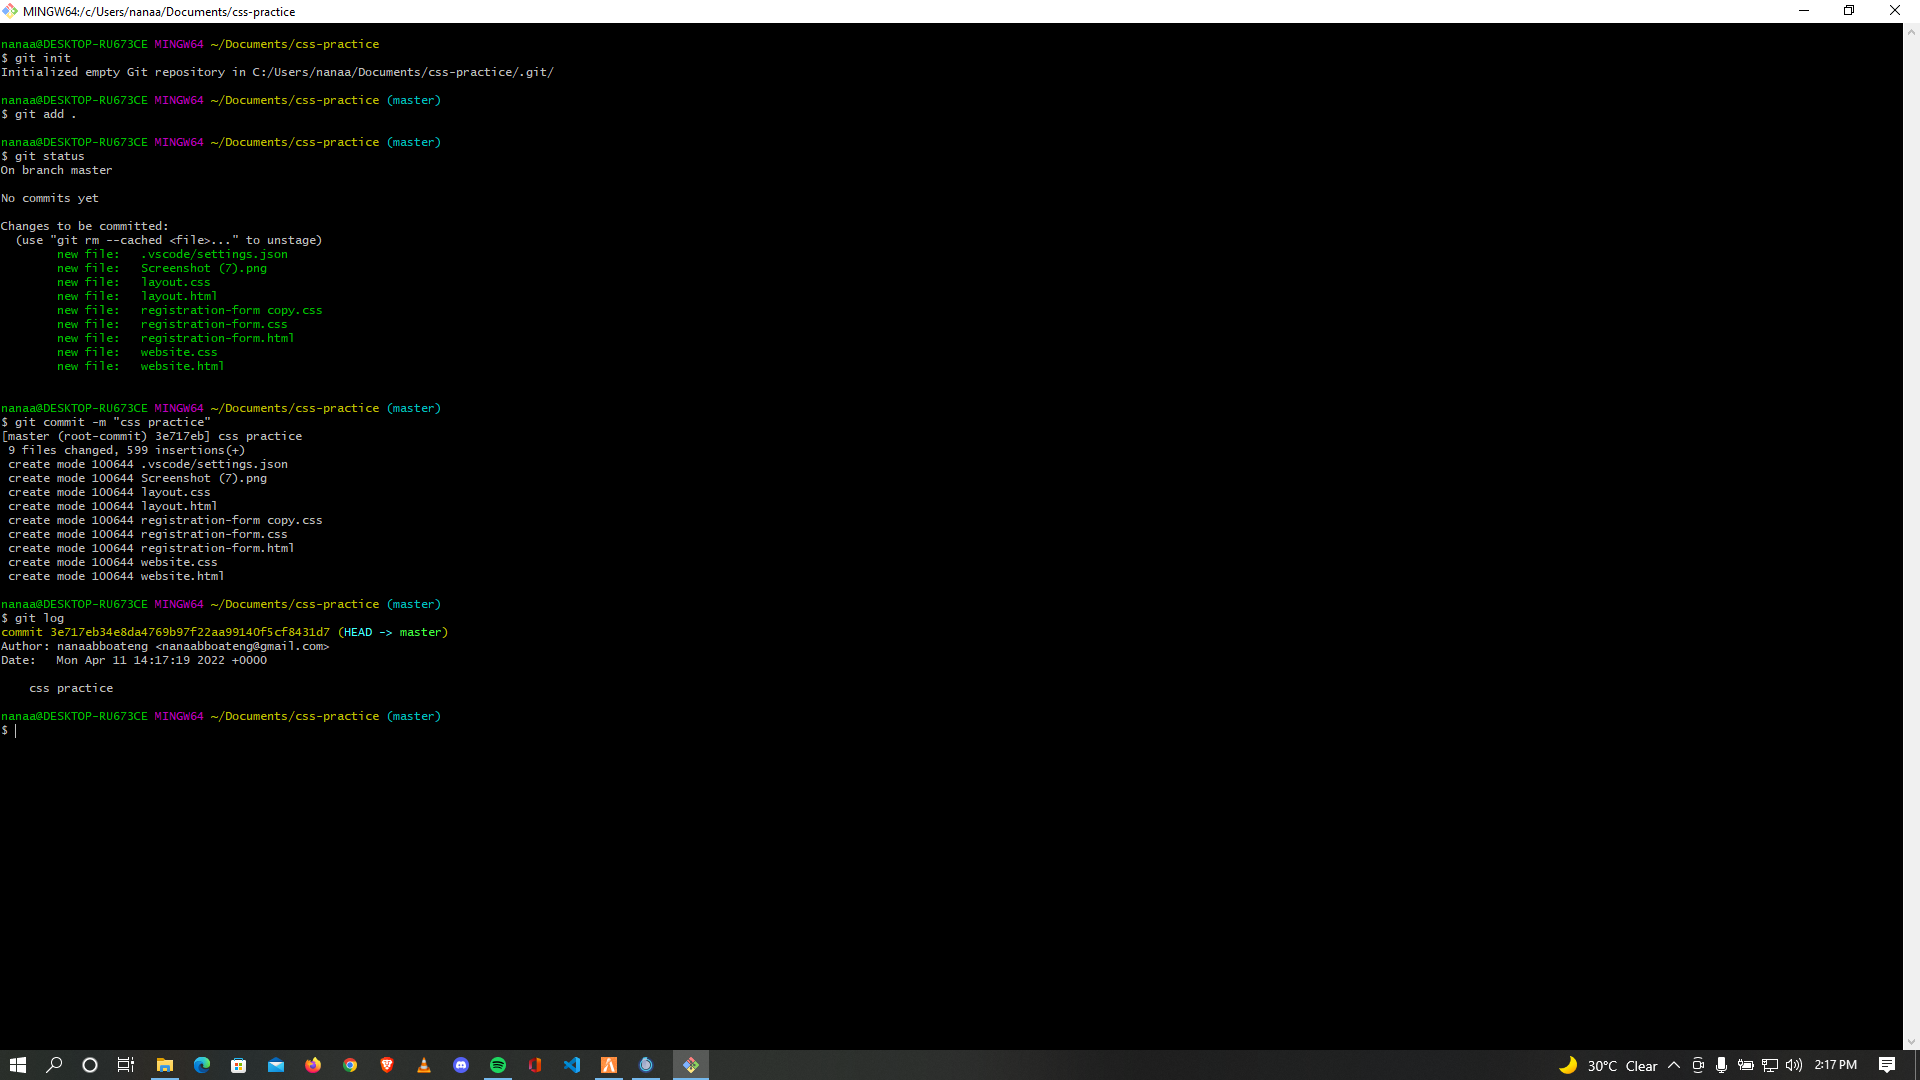 MINGW64:/c/Users/nanaa/Documents/css-practice
nanaa@DESKTOP-RU673CE MINGW64 ~/Documents/css-practice
$ git init
Initialized empty Git repository in C:/Users/nanaa/Documents/css-practice/.git/
nanaa@DESKTOP-RU673CE MINGW64 ~/Documents/css-practice (master)
$ git add .
nanaa@DESKTOP-RU673CE MINGW64 ~/Documents/css-practice (master)
$ git status
On branch master
No commits yet
Changes to be committed:
(use "git rm --cached <file>..." to unstage)
new file: .vscode/settings.json
new file: Screenshot (7).png
new file: layout.css
new file: layout.html
new file: registration-form copy.css
new file: registration-form.css
new file: registration-form.html
new file: website.css
new file: website.html
nanaa@DESKTOP-RU673CE MINGW64 ~/Documents/css-practice (master)
$ git commit -m "css practice"
[master (root-commit) 3e717eb] css practice
9 files changed, 599 insertions(+)
create mode 100644 .vscode/settings.json
create mode 100644 Screenshot (7).png
create mode 100644 layout.css
create mode 100644 layout.html
create mode 100644 registration-form copy.css
create mode 100644 registration-form.css
create mode 100644 registration-form.html
create mode 100644 website.css
create mode 100644 website.html
nanaa@DESKTOP-RU673CE MINGW64 ~/Documents/css-practice (master)
$ git log
commit 3e717eb34e8da4769b97f22aa99140f5cf8431d7 (HEAD -> master)
Author: nanaabboateng <nanaabboateng@gmail.com>
Date: Mon Apr 11 14:17:19 2022 +0000
css practice
nanaa@DESKTOP-RU673CE MINGW64 ~/Documents/css-practice (master)
$
30°C Clear 2:17 PM